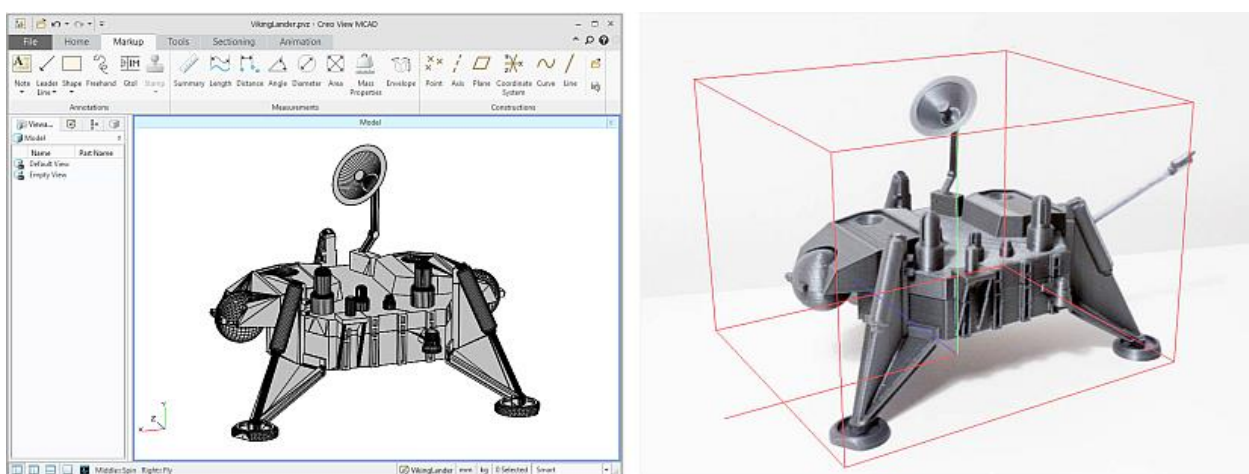 VikingLander.pvz - Creo View MCAD
File Home Markup Tools Sectioning Animation
Note Leader Line Shape Freehand Gtol Stamp Summary Length Distance Angle Diameter Area Mass Properties Envelope Point Axis Plane Coordinate System Curve Line
Annotations Measurements Constructions
Viewa... Model
Model
Name Part Name
Default View
Empty View
Y
Z
X
Middle: Spin Right: Fly VikingLander mm kg 0 Selected Smart